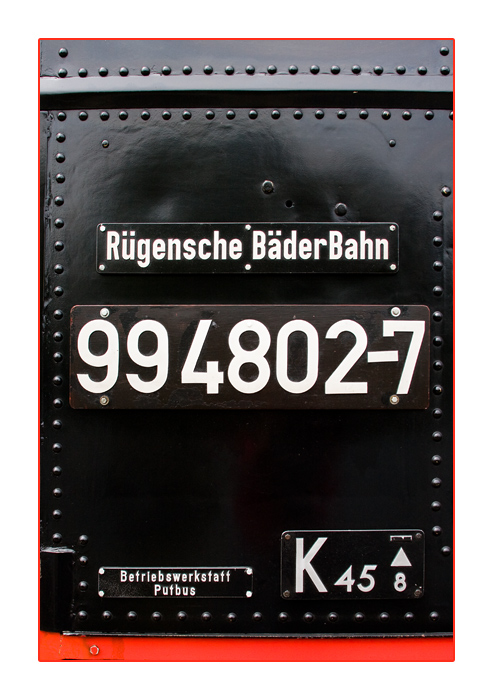 Rügensche BäderBahn
99 4802-7
Betriebswerkstatt
Putbus
K 45 8